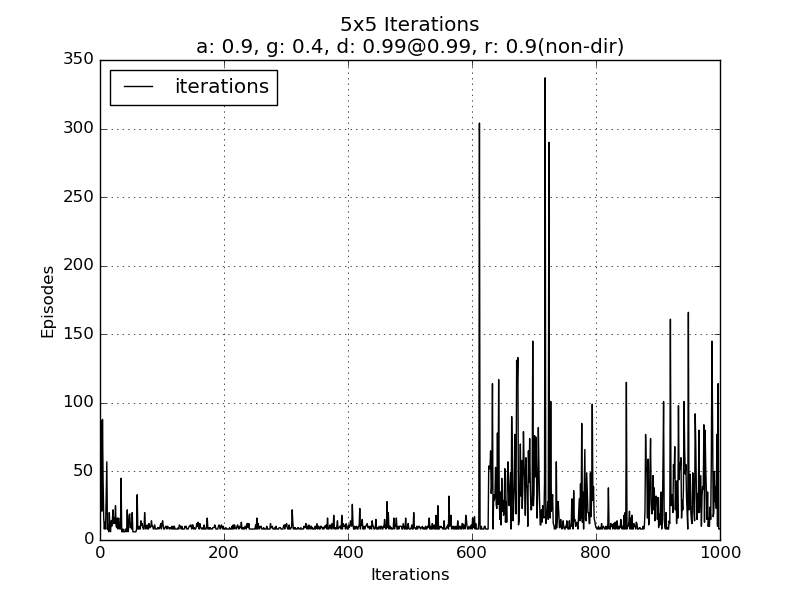 5x5 Iterations
a: 0.9, g: 0.4, d: 0.99@0.99, r: 0.9(non-dir)
350
iterations
300
250
200
150
100
50
0
Episodes
0 200 400 600 800 1000
Iterations